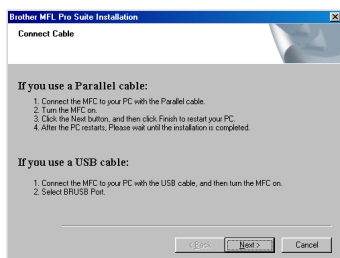 Brother MFL Pro Suite Installation
Connect Cable
If you use a Parallel cable:
1. Connect the MFC to your PC with the Parallel cable.
2. Turn the MFC on.
3. Click the Next button, and then click Finish to restart your PC.
4. After the PC restarts, Please wait until the installation is completed.
If you use a USB cable:
1. Connect the MFC to your PC with the USB cable, and then turn the MFC on.
2. Select BRUSB Port.
< Back Next > Cancel